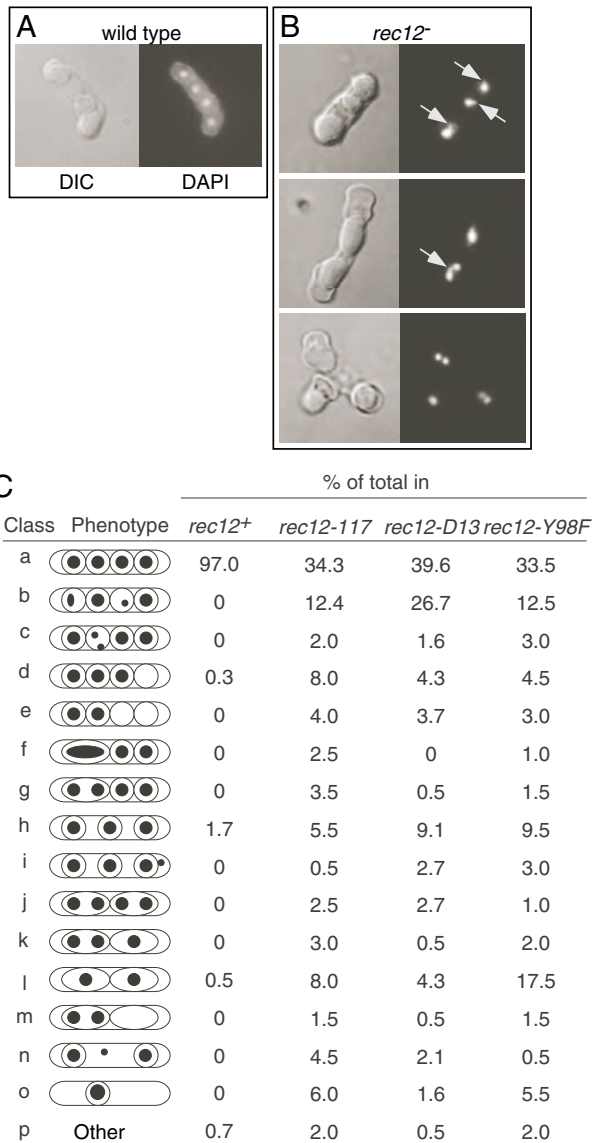 A
wild type
DIC DAPI
B
rec12-
C
% of total in
Class Phenotype rec12+ rec12-117 rec12-D13 rec12-Y98F
a 97.0 34.3 39.6 33.5
b 0 12.4 26.7 12.5
c 0 2.0 1.6 3.0
d 0.3 8.0 4.3 4.5
e 0 4.0 3.7 3.0
f 0 2.5 0 1.0
g 0 3.5 0.5 1.5
h 1.7 5.5 9.1 9.5
i 0 0.5 2.7 3.0
j 0 2.5 2.7 1.0
k 0 3.0 0.5 2.0
l 0.5 8.0 4.3 17.5
m 0 1.5 0.5 1.5
n 0 4.5 2.1 0.5
o 0 6.0 1.6 5.5
p Other 0.7 2.0 0.5 2.0